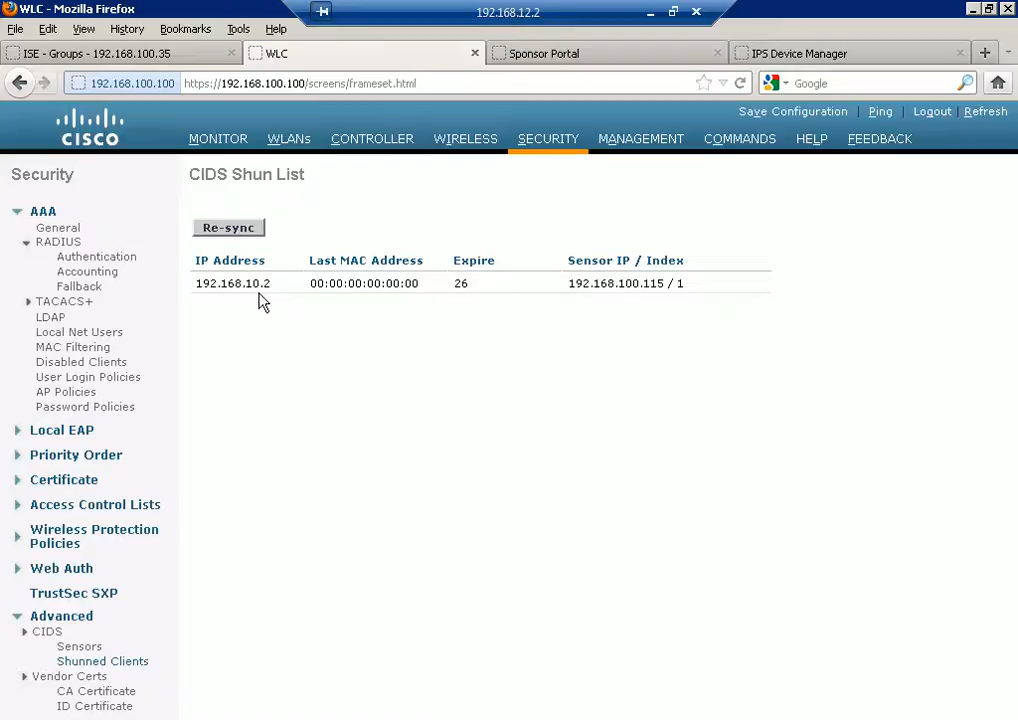 WLC - Mozilla Firefox
192.168.12.2
File Edit View History Bookmarks Tools Help
ISE - Groups - 192.168.100.35
WLC
Sponsor Portal
IPS Device Manager
192.168.100.100 https://192.168.100.100/screens/frameset.html
Google
Save Configuration | Ping | Logout | Refresh
CISCO
MONITOR WLANs CONTROLLER WIRELESS SECURITY MANAGEMENT COMMANDS HELP FEEDBACK
Security
AAA
General
RADIUS
Authentication
Accounting
Fallback
TACACS+
LDAP
Local Net Users
MAC Filtering
Disabled Clients
User Login Policies
AP Policies
Password Policies
Local EAP
Priority Order
Certificate
Access Control Lists
Wireless Protection
Policies
Web Auth
TrustSec SXP
Advanced
CIDS
Sensors
Shunned Clients
Vendor Certs
CA Certificate
ID Certificate
CIDS Shun List
Re-sync
IP Address Last MAC Address Expire Sensor IP / Index
192.168.10.2 00:00:00:00:00:00 26 192.168.100.115 / 1